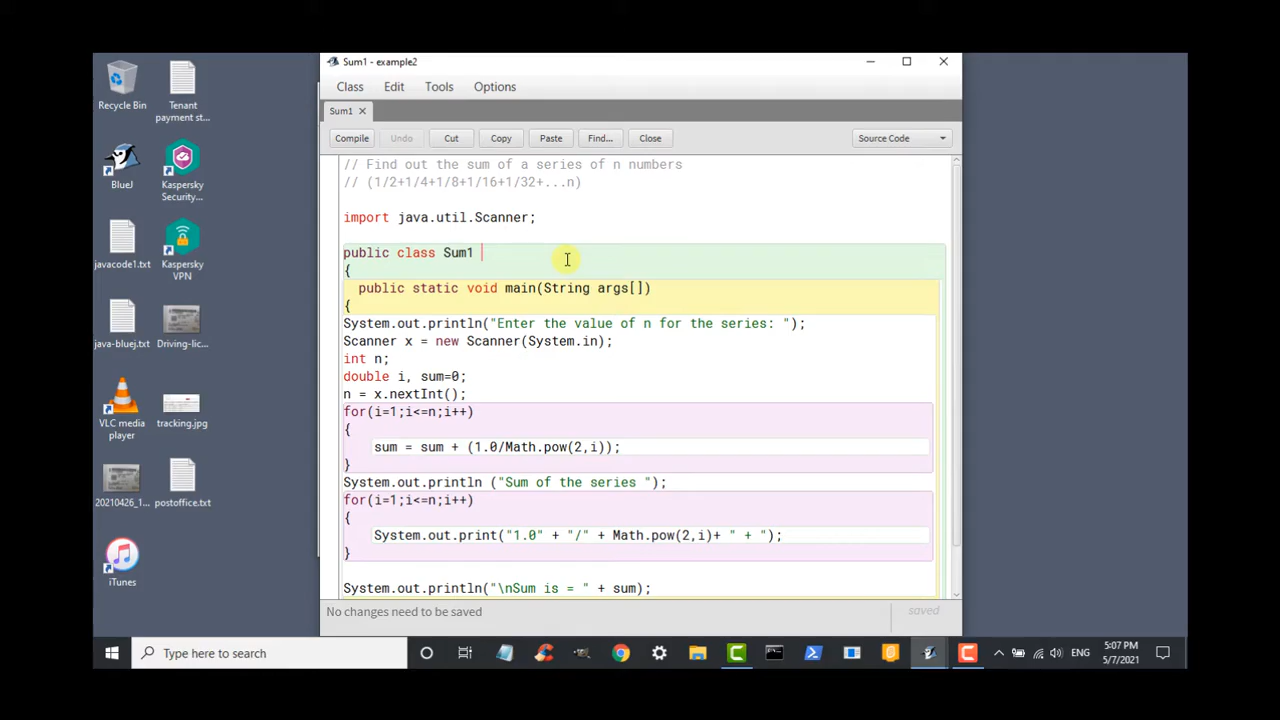 Sum1 - example2
Class Edit Tools Options
Sum1
Compile Undo Cut Copy Paste Find... Close Source Code
// Find out the sum of a series of n numbers
// (1/2+1/4+1/8+1/16+1/32+...n)
import java.util.Scanner;
public class Sum1
{
public static void main(String args[])
{
System.out.println("Enter the value of n for the series: ");
Scanner x = new Scanner(System.in);
int n;
double i, sum=0;
n = x.nextInt();
for(i=1;i<=n;i++)
{
sum = sum + (1.0/Math.pow(2,i));
}
System.out.println ("Sum of the series ");
for(i=1;i<=n;i++)
{
System.out.print("1.0" + "/" + Math.pow(2,i)+ " + ");
}
System.out.println("\nSum is = " + sum);
No changes need to be saved
saved
Recycle Bin
Tenant
payment st...
BlueJ
Kaspersky
Security...
javacode1.txt
Kaspersky
VPN
java-bluej.txt
Driving-lic...
VLC media
player
tracking.jpg
20210426_1...
postoffice.txt
iTunes
Type here to search
ENG
5:07 PM
5/7/2021